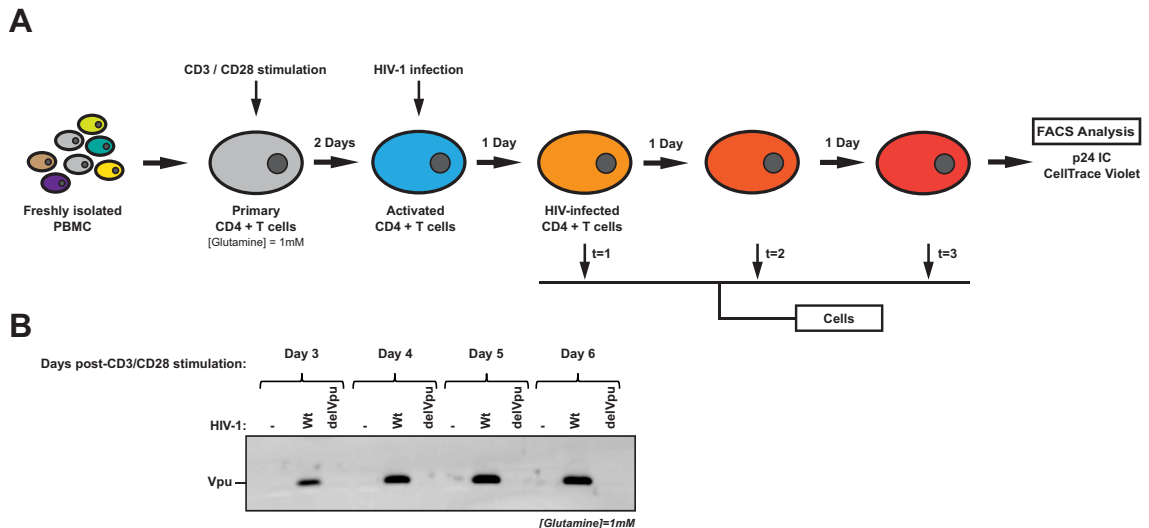 A
CD3 / CD28 stimulation
HIV-1 infection
2 Days
1 Day
1 Day
1 Day
FACS Analysis
p24 IC
CellTrace Violet
Freshly isolated
PBMC
Primary
CD4 + T cells
[Glutamine] = 1mM
Activated
CD4 + T cells
HIV-infected
CD4 + T cells
t=1
t=2
t=3
Cells
B
Days post-CD3/CD28 stimulation:
Day 3
Day 4
Day 5
Day 6
HIV-1:
-
Wt
delVpu
-
Wt
delVpu
-
Wt
delVpu
-
Wt
delVpu
Vpu
[Glutamine]=1mM